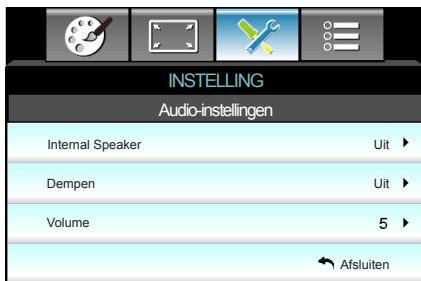 INSTELLING
Audio-instellingen
Internal Speaker Uit
Dempen Uit
Volume 5
Afsluiten